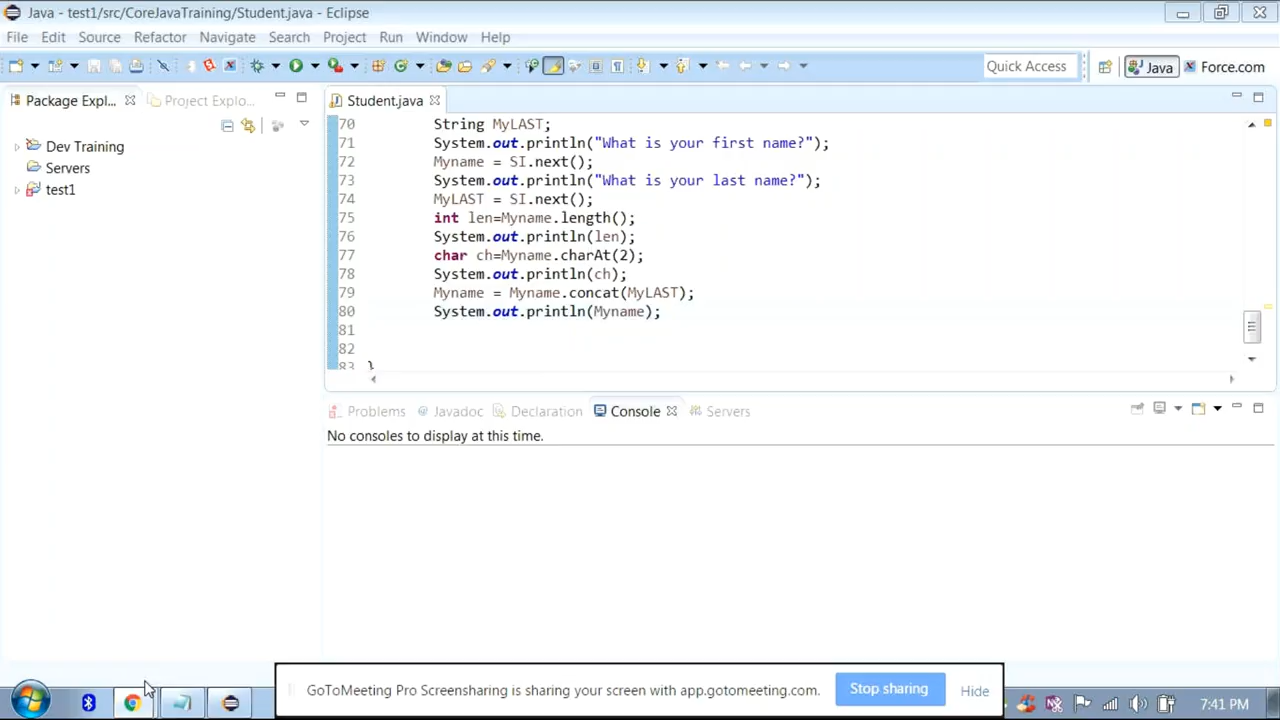 Java - test1/src/CoreJavaTraining/Student.java - Eclipse
File Edit Source Refactor Navigate Search Project Run Window Help
Quick Access Java Force.com
Package Expl... Project Explo...
Student.java
Dev Training
Servers
test1
70 String MyLAST;
71 System.out.println("What is your first name?");
72 Myname = SI.next();
73 System.out.println("What is your last name?");
74 MyLAST = SI.next();
75 int len=Myname.length();
76 System.out.println(len);
77 char ch=Myname.charAt(2);
78 System.out.println(ch);
79 Myname = Myname.concat(MyLAST);
80 System.out.println(Myname);
81
82
83 }
Problems @ Javadoc Declaration Console Servers
No consoles to display at this time.
GoToMeeting Pro Screensharing is sharing your screen with app.gotomeeting.com. Stop sharing Hide
7:41 PM